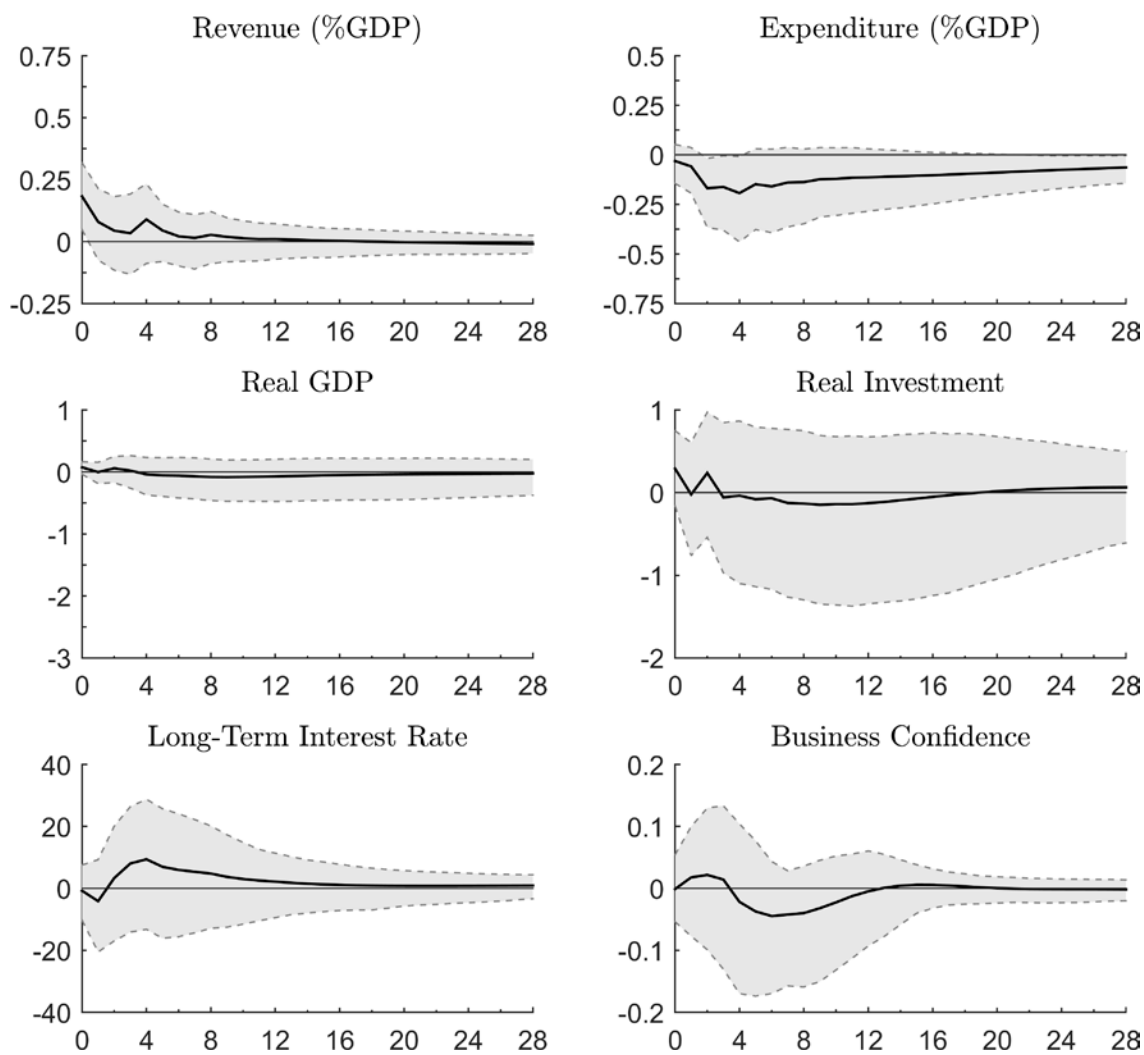 Revenue (%GDP)
0.75
0.5
0.25
0
-0.25
0 4 8 12 16 20 24 28
Expenditure (%GDP)
0.5
0.25
0
-0.25
-0.5
-0.75
0 4 8 12 16 20 24 28
Real GDP
1
0
-1
-2
-3
0 4 8 12 16 20 24 28
Real Investment
1
0
-1
-2
0 4 8 12 16 20 24 28
Long-Term Interest Rate
40
20
0
-20
-40
0 4 8 12 16 20 24 28
Business Confidence
0.2
0.1
0
-0.1
-0.2
0 4 8 12 16 20 24 28